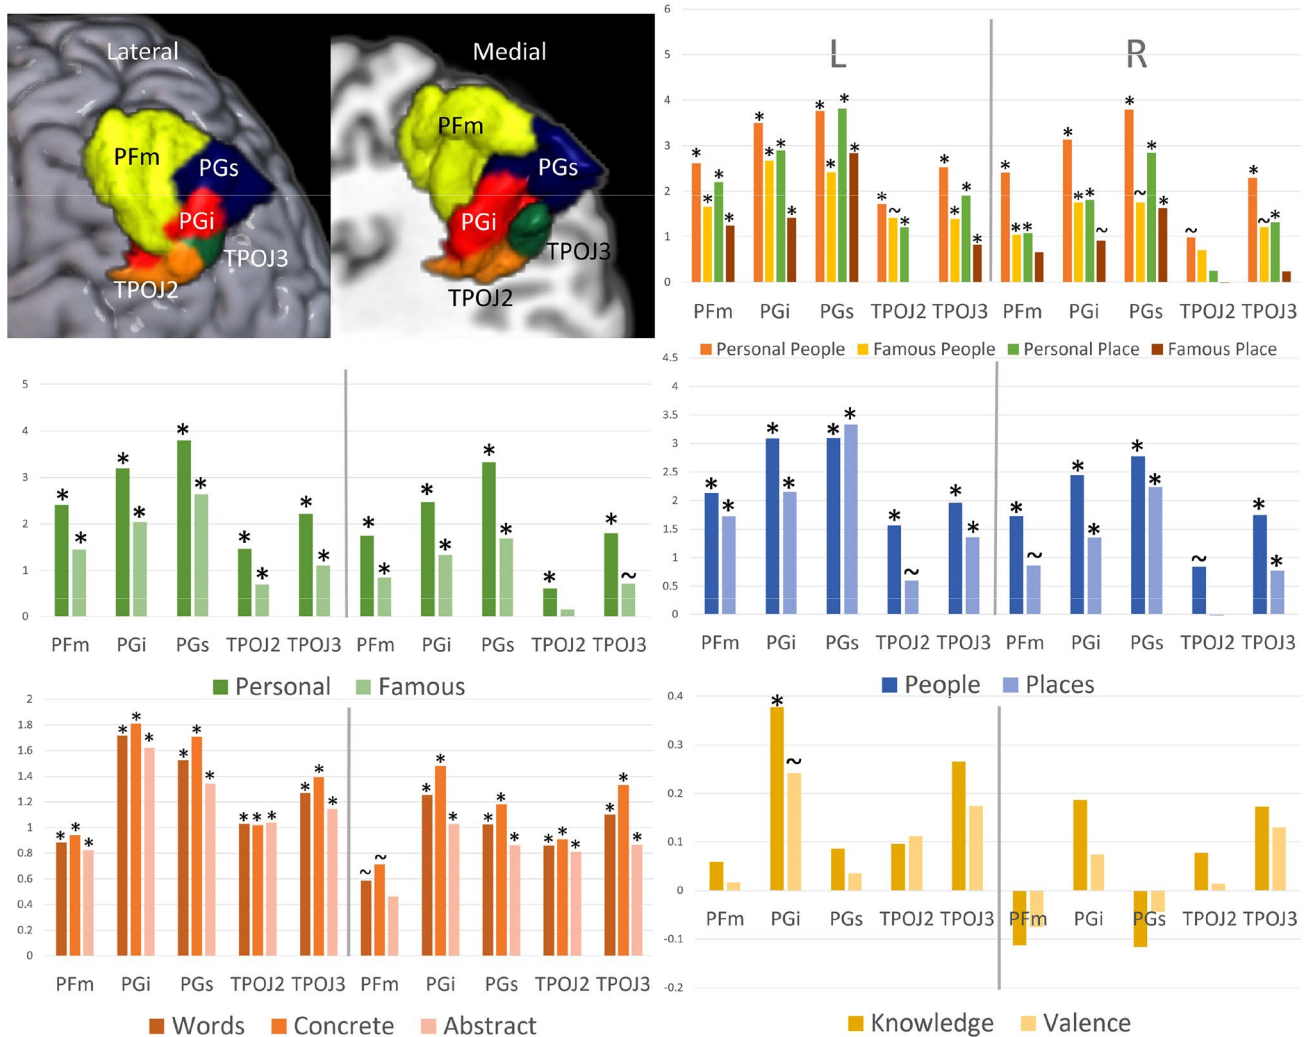 Lateral
PFm
PGs
PGi
TPOJ3
TPOJ2
Medial
PFm
PGs
PGi
TPOJ3
TPOJ2
6
5
4
3
2
1
0
L
R
* * * * * * * * * * * * * ~ * * * * *
* * * * * * ~ * ~ * * ~ * ~ *
PFm PGi PGs TPOJ2 TPOJ3 PFm PGi PGs TPOJ2 TPOJ3
Personal People Famous People Personal Place Famous Place
5
4
3
2
1
0
* * * * * * * * * * * * * * * * * * * ~
PFm PGi PGs TPOJ2 TPOJ3 PFm PGi PGs TPOJ2 TPOJ3
Personal Famous
4.5
4
3.5
3
2.5
2
1.5
1
0.5
0
* * * * * * * ~ * * * ~ * * * * ~ * *
PFm PGi PGs TPOJ2 TPOJ3 PFm PGi PGs TPOJ2 TPOJ3
People Places
2
1.8
1.6
1.4
1.2
1
0.8
0.6
0.4
0.2
0
* * * * * * * * * * * * * * * ~ ~ * * * * * * * * * * * *
PFm PGi PGs TPOJ2 TPOJ3 PFm PGi PGs TPOJ2 TPOJ3
Words Concrete Abstract
0.4
0.3
0.2
0.1
0
-0.1
-0.2
* ~
PFm PGi PGs TPOJ2 TPOJ3 PFm PGi PGs TPOJ2 TPOJ3
Knowledge Valence